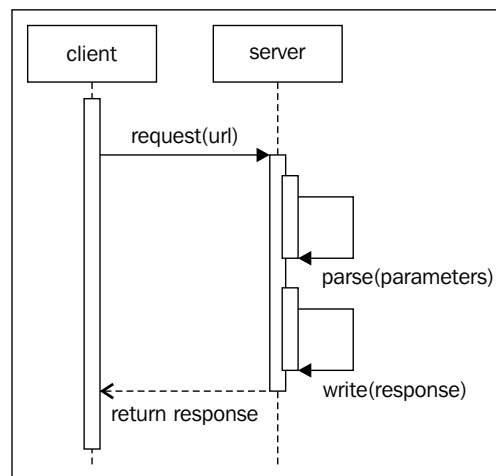 client
server
request(url)
parse(parameters)
write(response)
return response